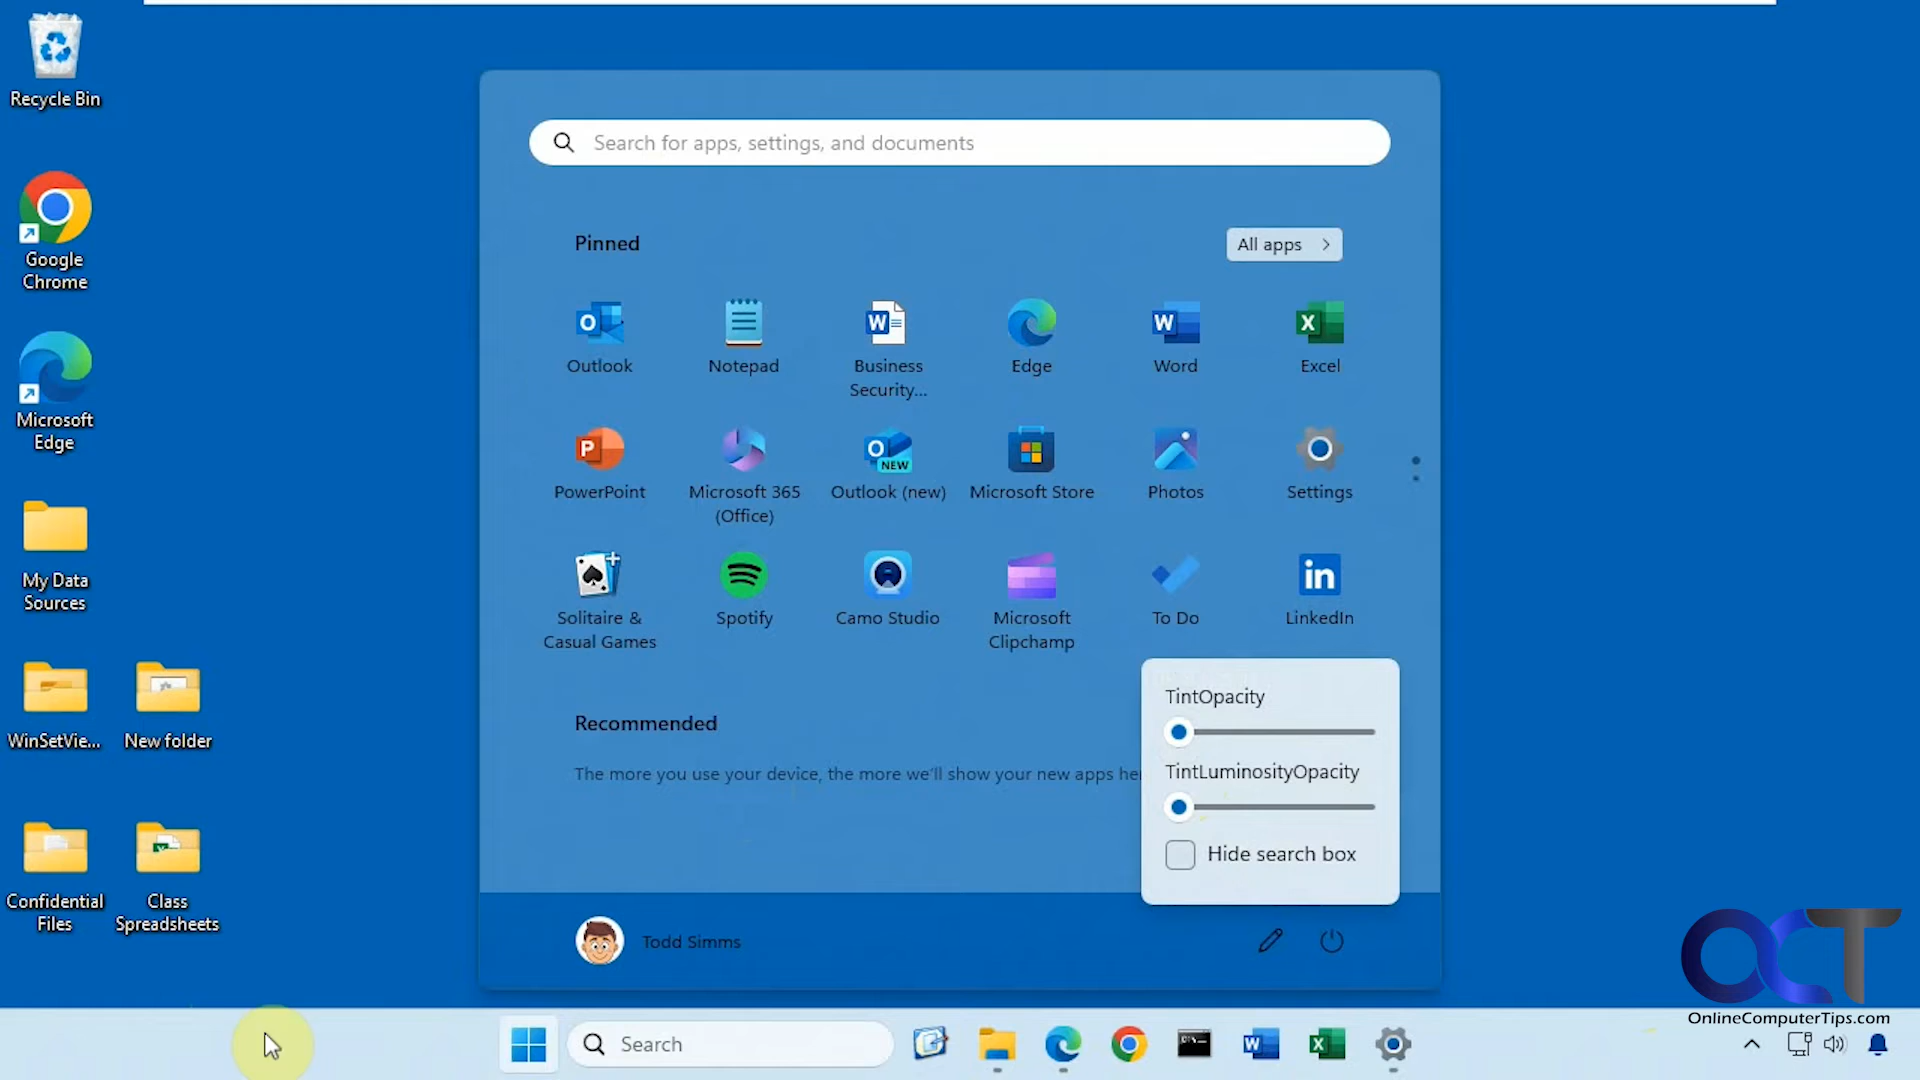 Recycle Bin
Google
Chrome
Microsoft
Edge
My Data
Sources
WinSetVie...
New folder
Confidential
Files
Class
Spreadsheets
Search for apps, settings, and documents
Pinned
All apps
Outlook
Notepad
Business
Security...
Edge
Word
Excel
PowerPoint
Microsoft 365
(Office)
NEW
Outlook (new)
Microsoft Store
Photos
Settings
Solitaire &
Casual Games
Spotify
Camo Studio
Microsoft
Clipchamp
To Do
LinkedIn
Recommended
The more you use your device, the more we'll show your new apps
TintOpacity
TintLuminosityOpacity
Hide search box
Todd Simms
Search
OCT
OnlineComputerTips.com